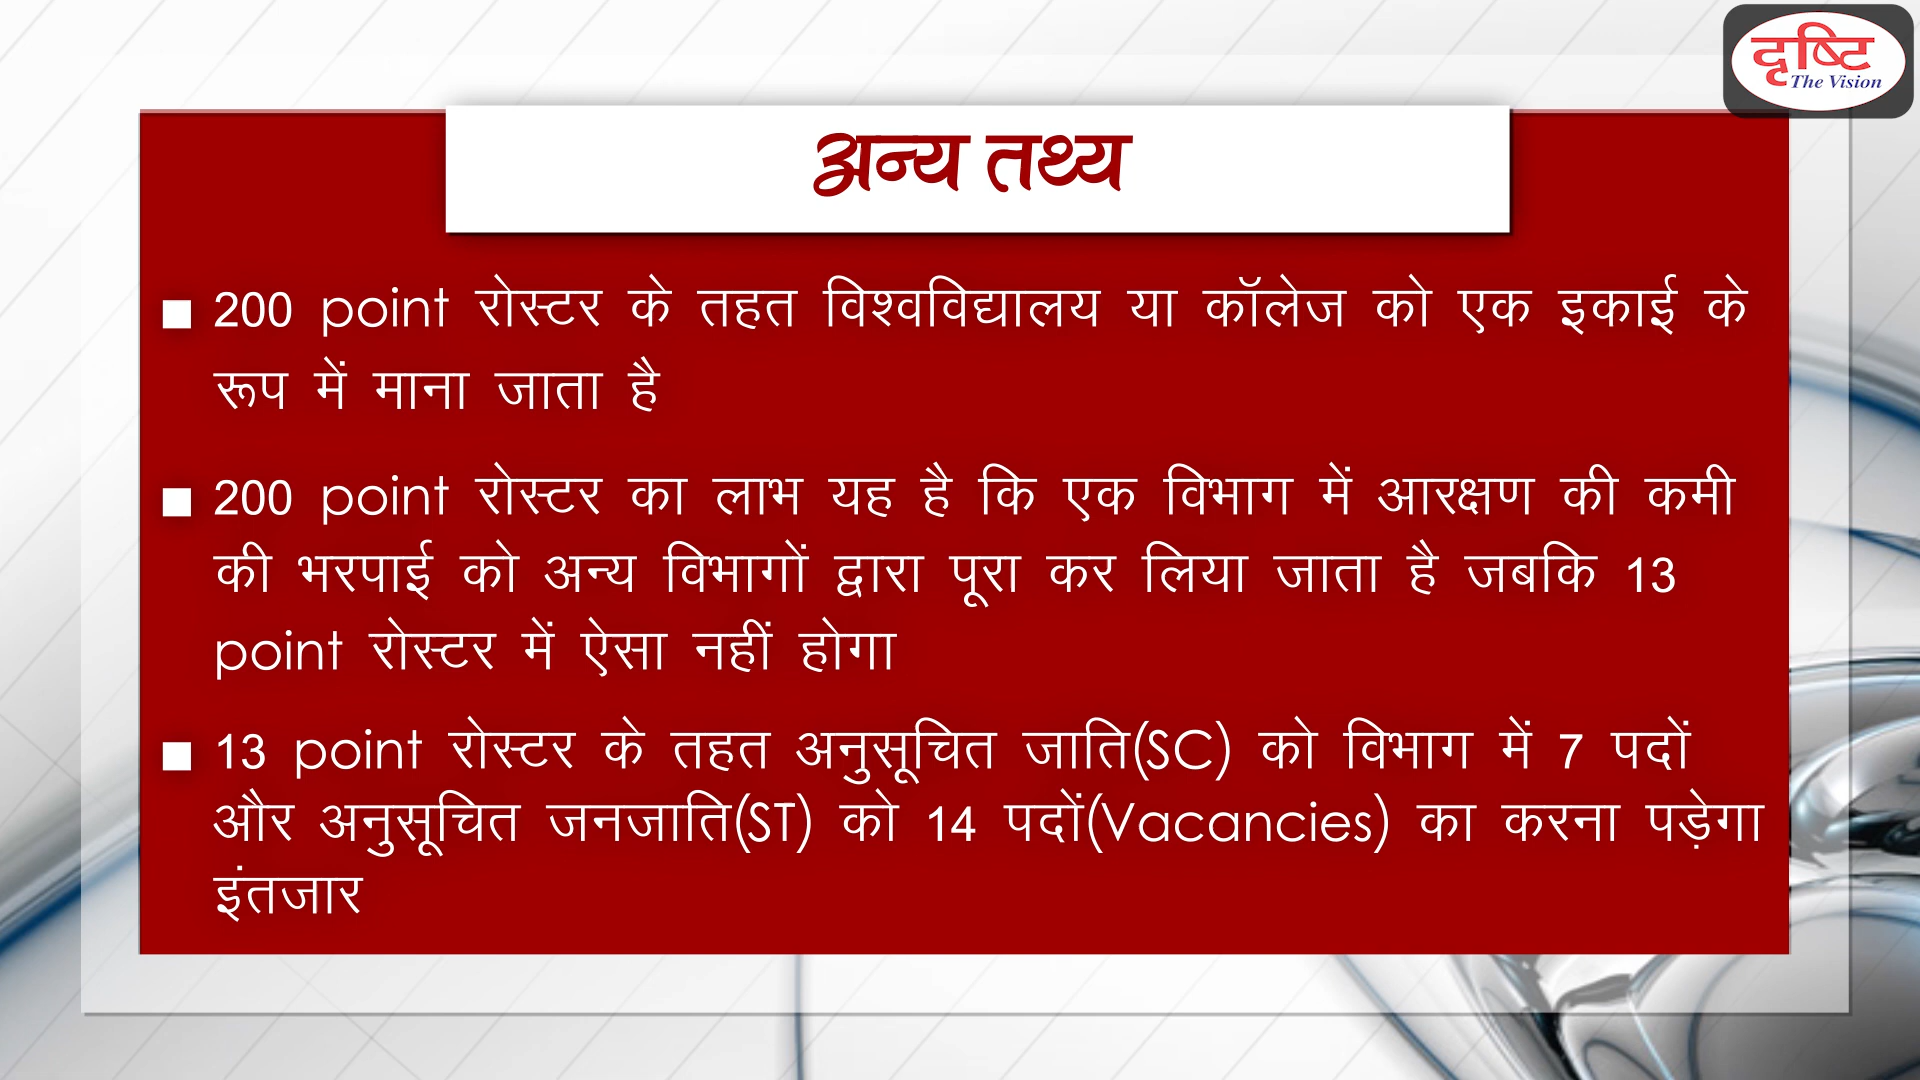 दृष्टि
The Vision
अन्य तथ्य
■ 200 point रोस्टर के तहत विश्वविद्यालय या कॉलेज को एक इकाई के
रूप में माना जाता है
■ 200 point रोस्टर का लाभ यह है कि एक विभाग में आरक्षण की कमी
की भरपाई को अन्य विभागों द्वारा पूरा कर लिया जाता है जबकि 13
point रोस्टर में ऐसा नहीं होगा
■ 13 point रोस्टर के तहत अनुसूचित जाति(SC) को विभाग में 7 पदों
और अनुसूचित जनजाति(ST) को 14 पदों(Vacancies) का करना पड़ेगा
इंतजार